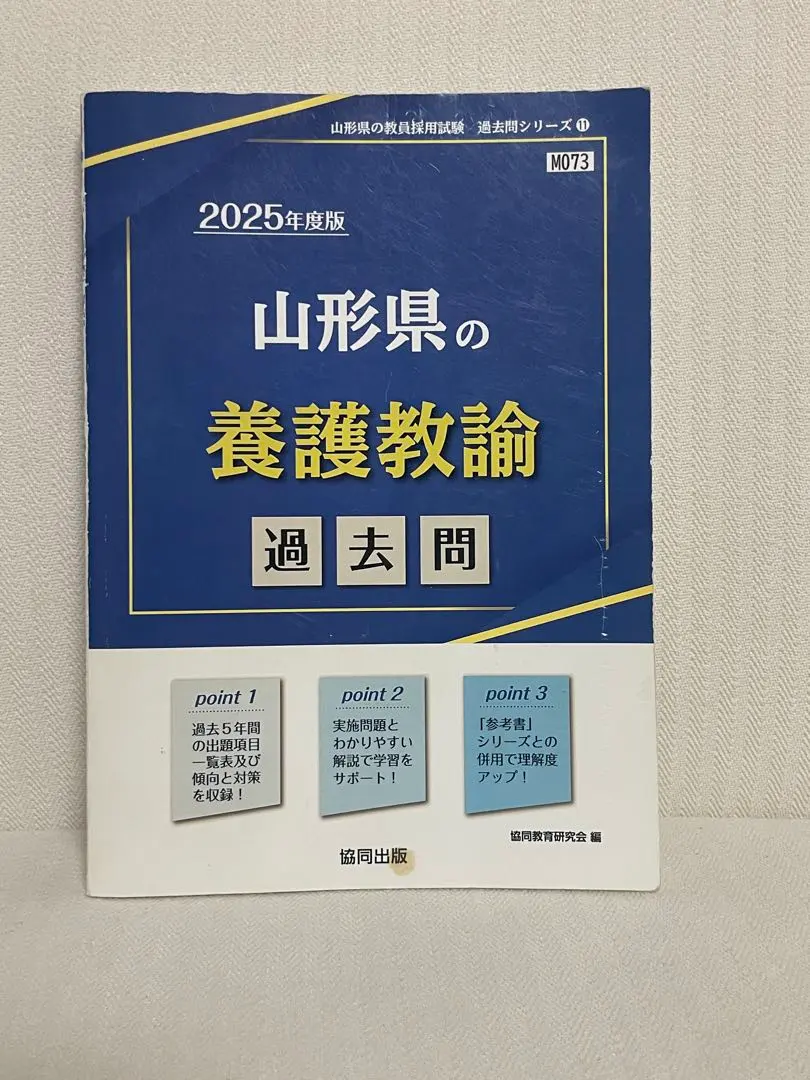 山形県の教員採用試験 過去問シリーズ⓫
M073
2025年度版
山形県の
養護教諭
過去問
point 1
過去5年間
の出題項目
一覧表及び
傾向と対策
を収録！
point 2
実施問題と
わかりやすい
解説で学習を
サポート！
point 3
「参考書」
シリーズとの
併用で理解度
アップ！
協同教育研究会 編
協同出版